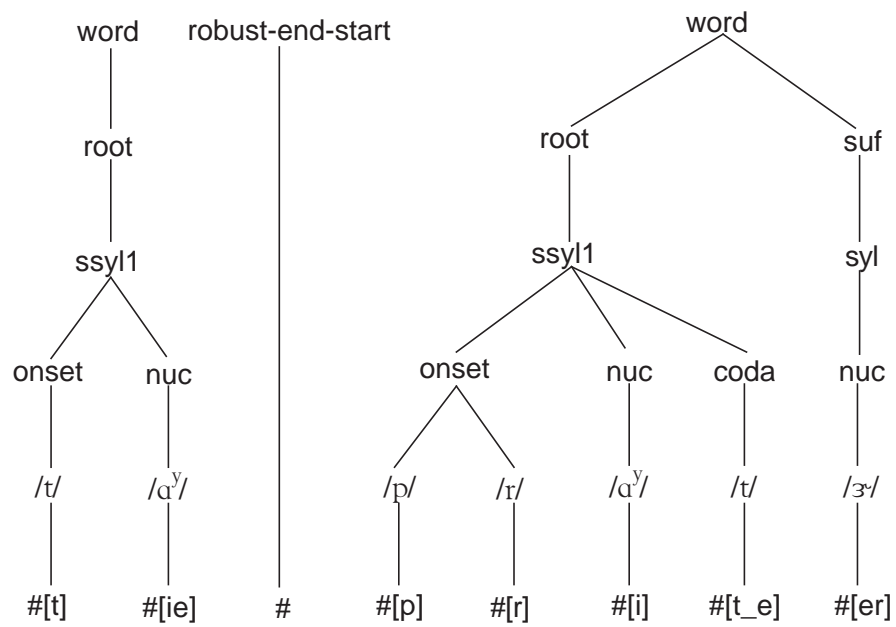 word robust-end-start word
root root suf
ssyl1 ssyl1 syl
onset nuc onset nuc coda nuc
/t/ /ɑʸ/ /p/ /r/ /ɑʸ/ /t/ /ɝ/
#[t] #[ie] # #[p] #[r] #[i] #[t_e] #[er]